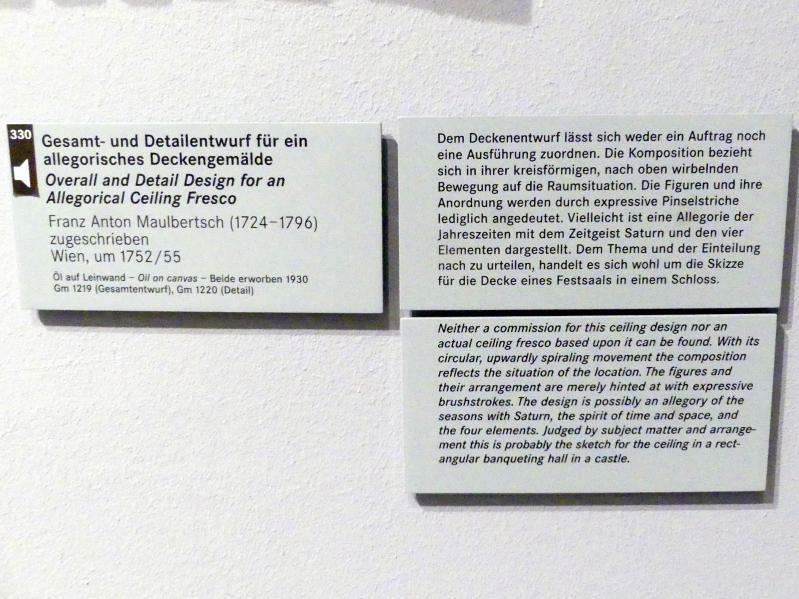 330
Gesamt- und Detailentwurf für ein
allegorisches Deckengemälde
Overall and Detail Design for an
Allegorical Ceiling Fresco
Franz Anton Maulbertsch (1724–1796)
zugeschrieben
Wien, um 1752/55
Öl auf Leinwand – Oil on canvas – Beide erworben 1930
Gm 1219 (Gesamtentwurf), Gm 1220 (Detail)
Dem Deckenentwurf lässt sich weder ein Auftrag noch
eine Ausführung zuordnen. Die Komposition bezieht
sich in ihrer kreisförmigen, nach oben wirbelnden
Bewegung auf die Raumsituation. Die Figuren und ihre
Anordnung werden durch expressive Pinselstriche
lediglich angedeutet. Vielleicht ist eine Allegorie der
Jahreszeiten mit dem Zeitgeist Saturn und den vier
Elementen dargestellt. Dem Thema und der Einteilung
nach zu urteilen, handelt es sich wohl um die Skizze
für die Decke eines Festsaals in einem Schloss.
Neither a commission for this ceiling design nor an
actual ceiling fresco based upon it can be found. With its
circular, upwardly spiraling movement the composition
reflects the situation of the location. The figures and
their arrangement are merely hinted at with expressive
brushstrokes. The design is possibly an allegory of the
seasons with Saturn, the spirit of time and space, and
the four elements. Judged by subject matter and arrange-
ment this is probably the sketch for the ceiling in a rect-
angular banqueting hall in a castle.